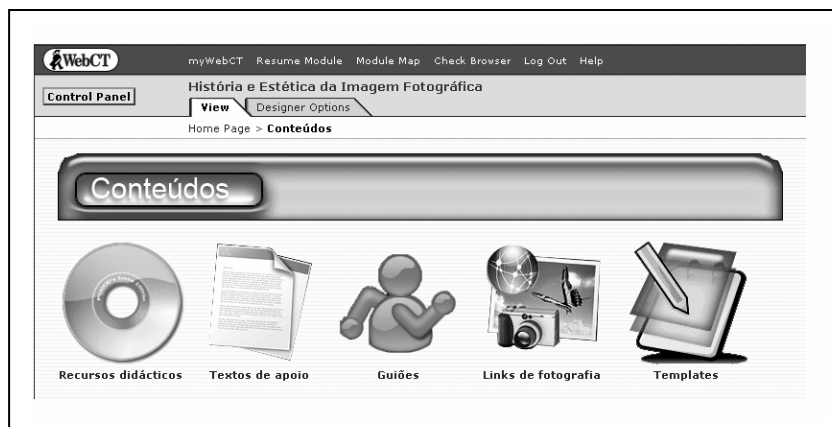 WebCT
myWebCT Resume Module Module Map Check Browser Log Out Help
Control Panel
História e Estética da Imagem Fotográfica
View Designer Options
Home Page > Conteúdos
Conteúdos
Recursos didácticos Textos de apoio Guiões Links de fotografia Templates